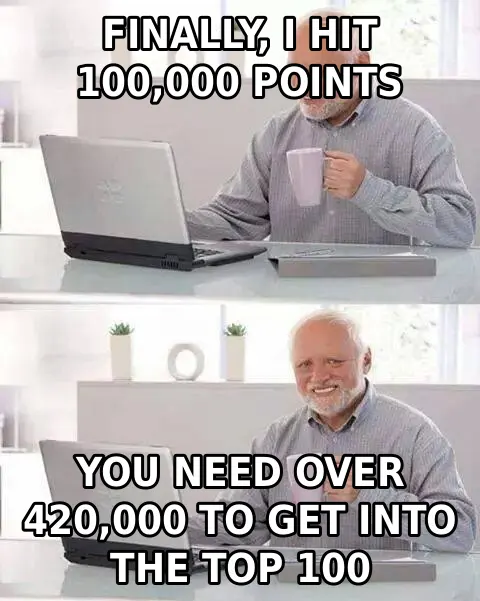 FINALLY, I HIT
100,000 POINTS
YOU NEED OVER
420,000 TO GET INTO
THE TOP 100